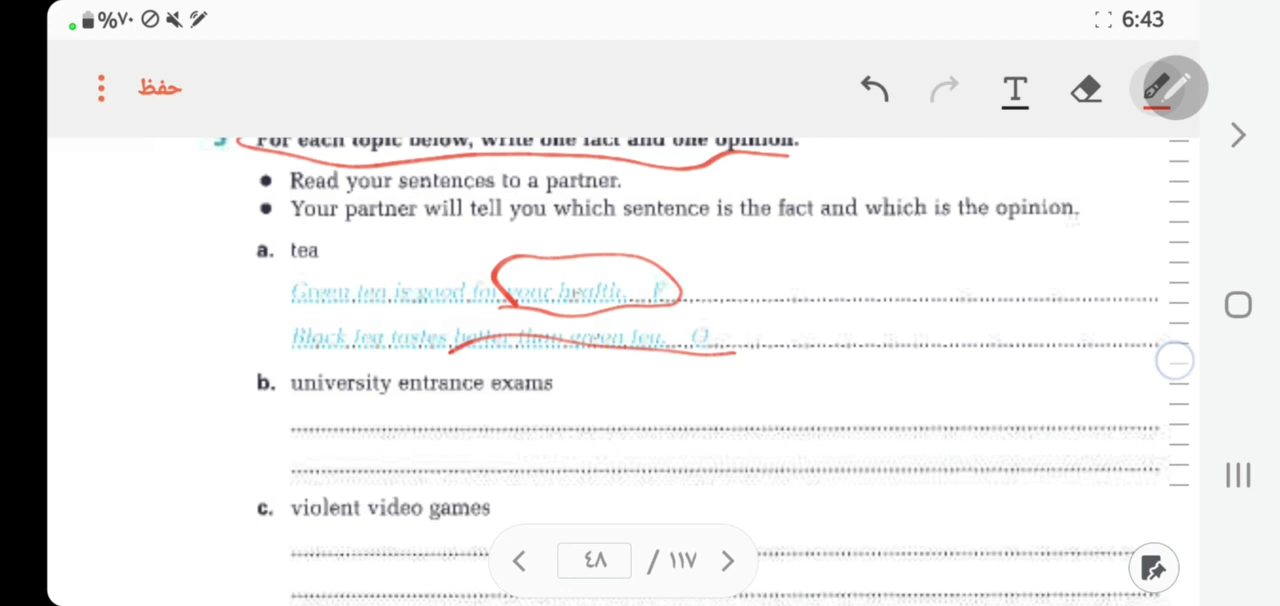 %٧٠ 6:43
حفظ T
3 For each topic below, write one fact and one opinion.
• Read your sentences to a partner.
• Your partner will tell you which sentence is the fact and which is the opinion.
a. tea
Green tea is good for your health. F
Black tea tastes better than green tea. O
b. university entrance exams
c. violent video games
٤٨ / ١١٧